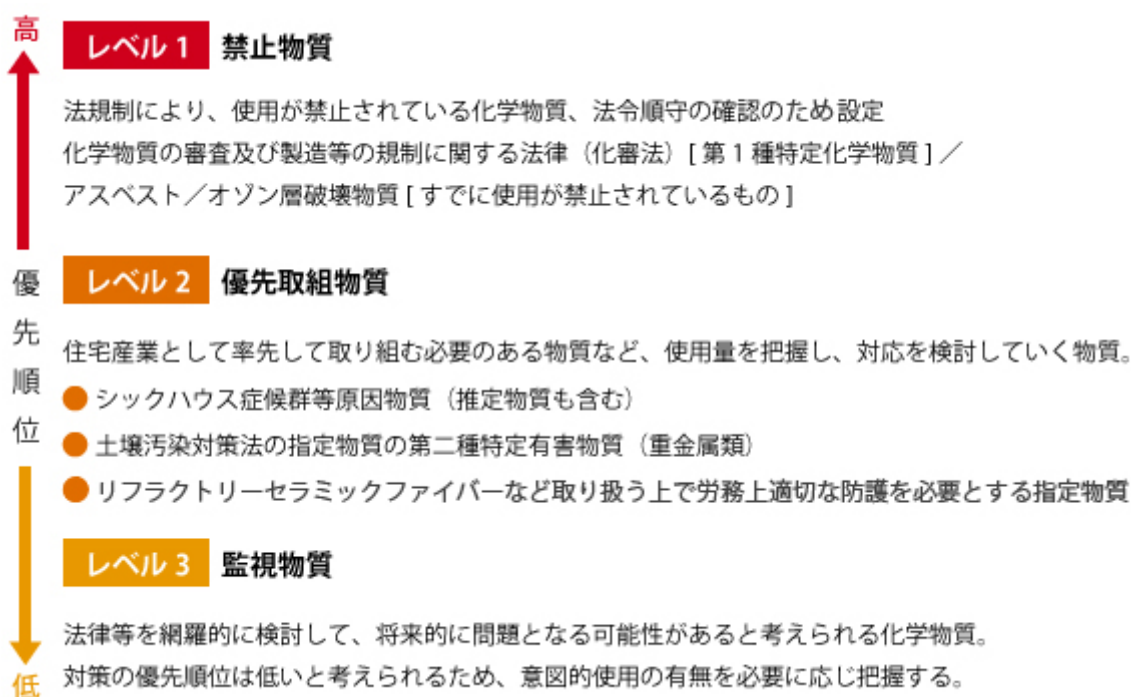 高
レベル 1 禁止物質
法規制により、使用が禁止されている化学物質、法令順守の確認のため設定
化学物質の審査及び製造等の規制に関する法律（化審法）[ 第 1 種特定化学物質 ] ／
アスベスト／オゾン層破壊物質 [ すでに使用が禁止されているもの ]
優先順位
レベル 2 優先取組物質
住宅産業として率先して取り組む必要のある物質など、使用量を把握し、対応を検討していく物質。
● シックハウス症候群等原因物質（推定物質も含む）
● 土壌汚染対策法の指定物質の第二種特定有害物質（重金属類）
● リフラクトリーセラミックファイバーなど取り扱う上で労務上適切な防護を必要とする指定物質
レベル 3 監視物質
法律等を網羅的に検討して、将来的に問題となる可能性があると考えられる化学物質。
対策の優先順位は低いと考えられるため、意図的使用の有無を必要に応じ把握する。
低